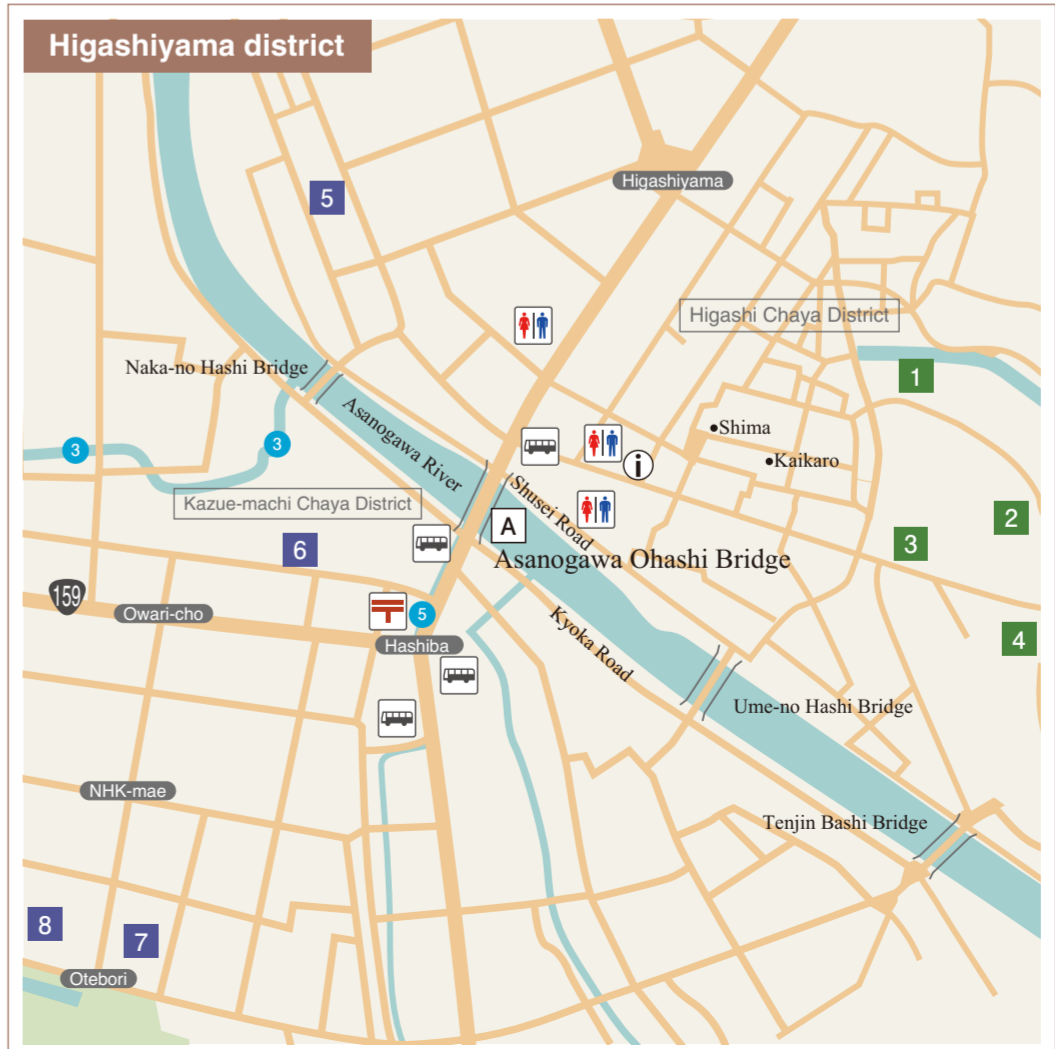 Higashiyama district
5
Higashiyama
Higashi Chaya District
Naka-no Hashi Bridge
1
Asanogawa River
Shima
3
3
i
Kaikaro
Kazue-machi Chaya District
Shusei Road
2
A
3
6
Asanogawa Ohashi Bridge
159
Owari-cho
5
Kyoka Road
4
Hashiba
Ume-no Hashi Bridge
NHK-mae
Tenjin Bashi Bridge
8
7
Otebori